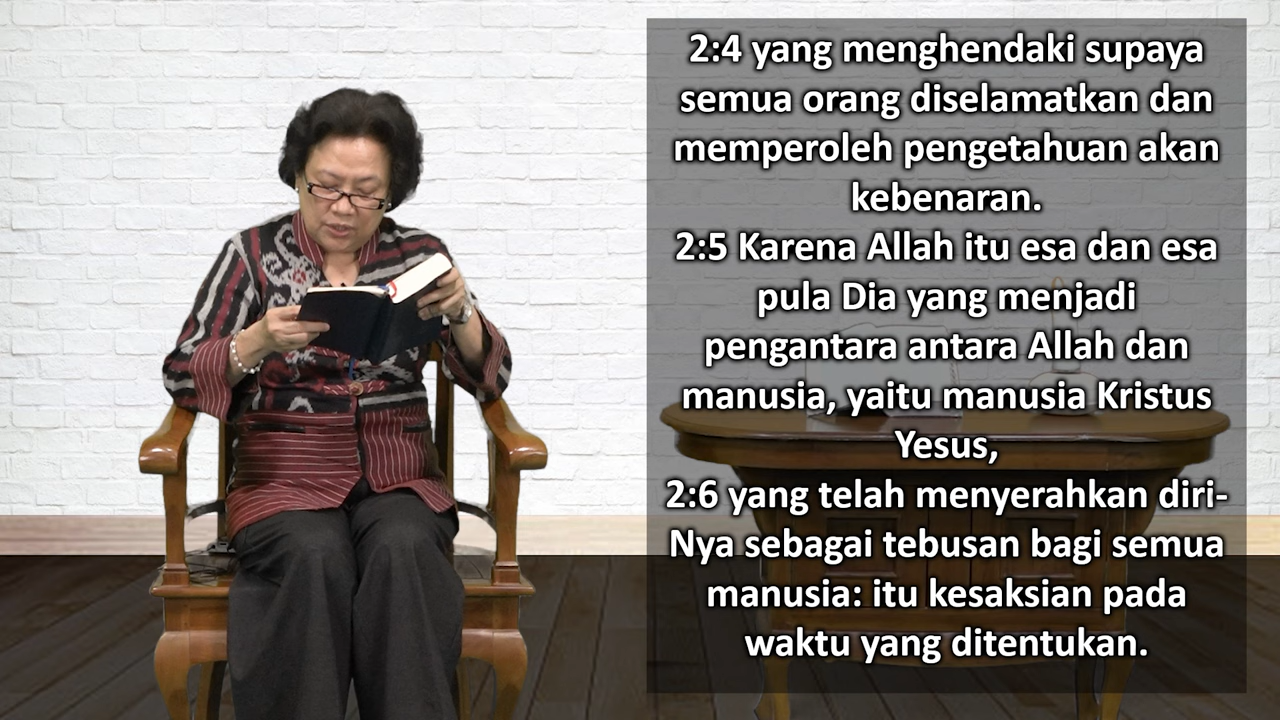 2:4 yang menghendaki supaya
semua orang diselamatkan dan
memperoleh pengetahuan akan
kebenaran.
2:5 Karena Allah itu esa dan esa
pula Dia yang menjadi
pengantara antara Allah dan
manusia, yaitu manusia Kristus
Yesus,
2:6 yang telah menyerahkan diri-
Nya sebagai tebusan bagi semua
manusia: itu kesaksian pada
waktu yang ditentukan.